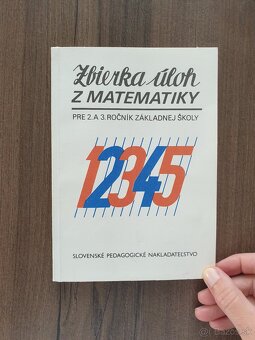 Zbierka úloh
Z MATEMATIKY
PRE 2. A 3. ROČNÍK ZÁKLADNEJ ŠKOLY
12345
SLOVENSKÉ PEDAGOGICKÉ NAKLADATEĽSTVO